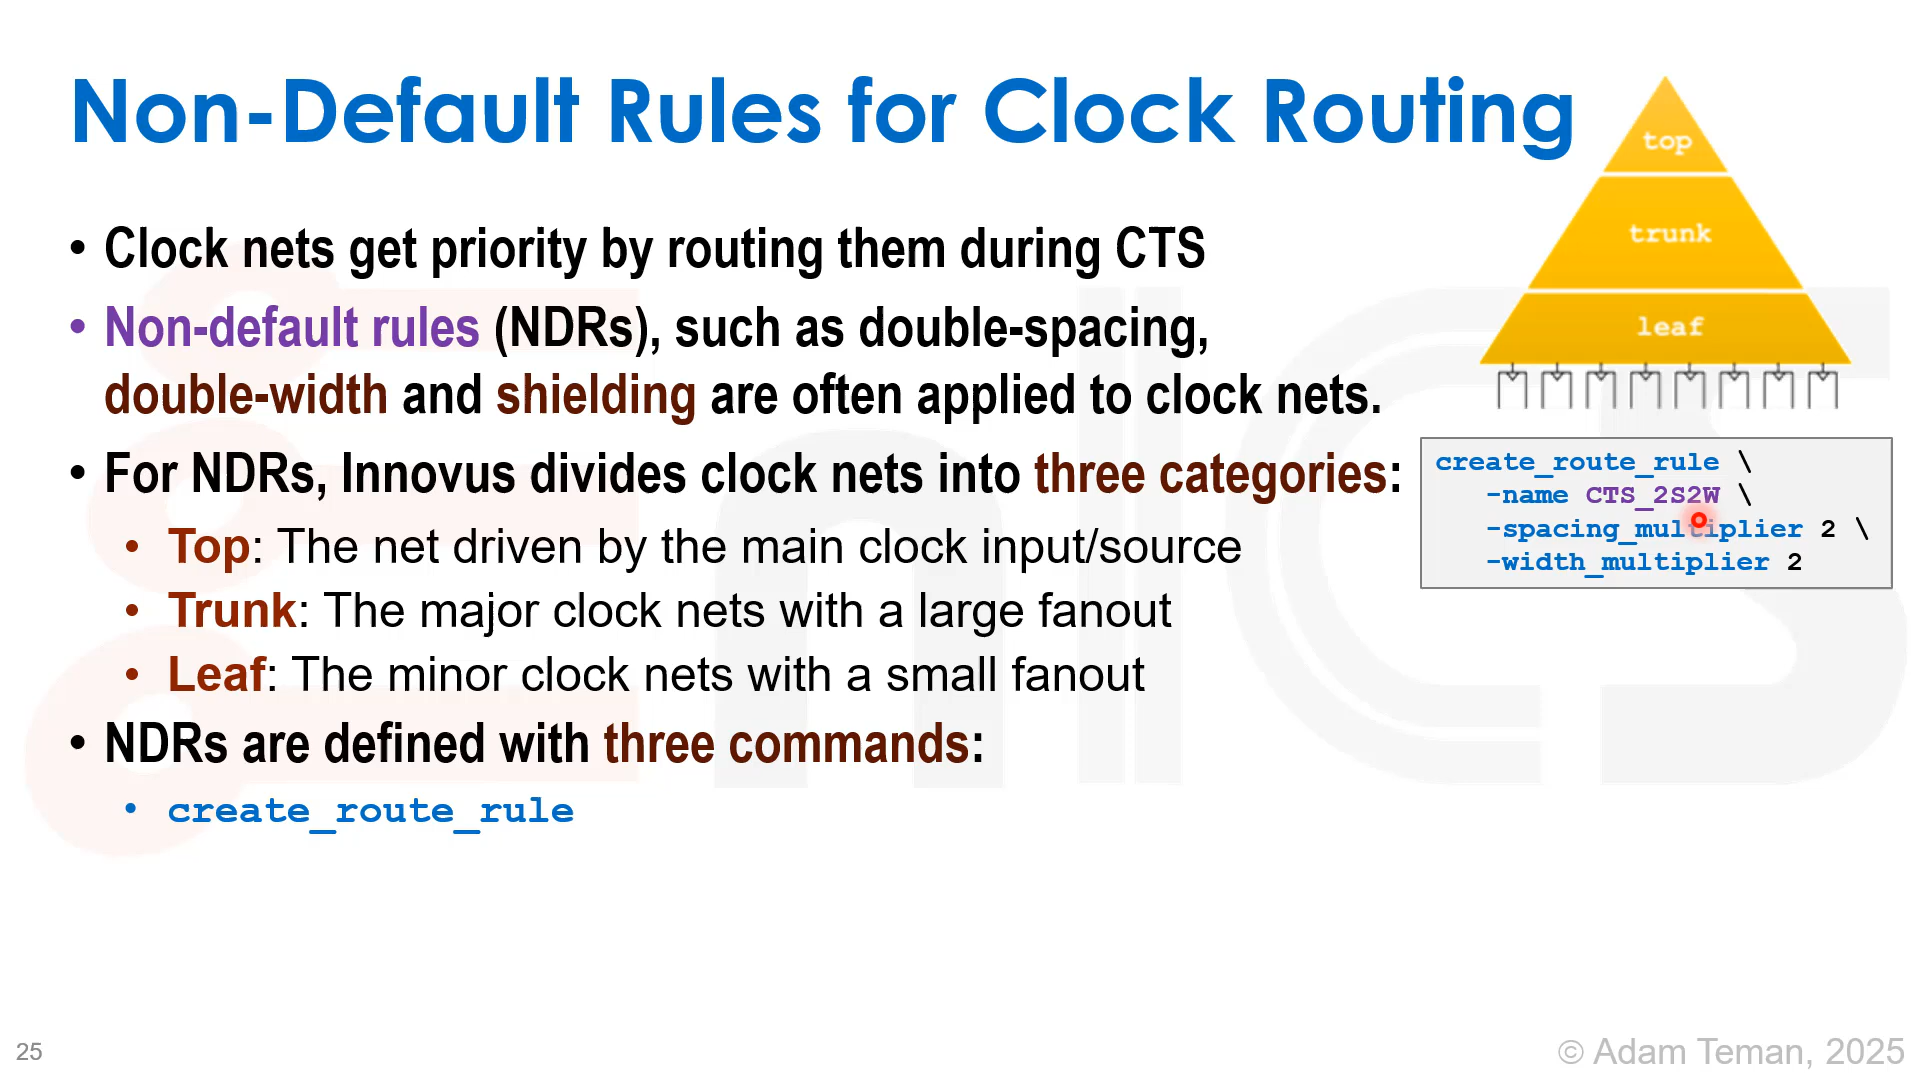 Non-Default Rules for Clock Routing
• Clock nets get priority by routing them during CTS
• Non-default rules (NDRs), such as double-spacing,
double-width and shielding are often applied to clock nets.
• For NDRs, Innovus divides clock nets into three categories:
• Top: The net driven by the main clock input/source
• Trunk: The major clock nets with a large fanout
• Leaf: The minor clock nets with a small fanout
• NDRs are defined with three commands:
• create_route_rule
top
trunk
leaf
create_route_rule \
-name CTS_2S2W \
-spacing_multiplier 2 \
-width_multiplier 2
25
© Adam Teman, 2025